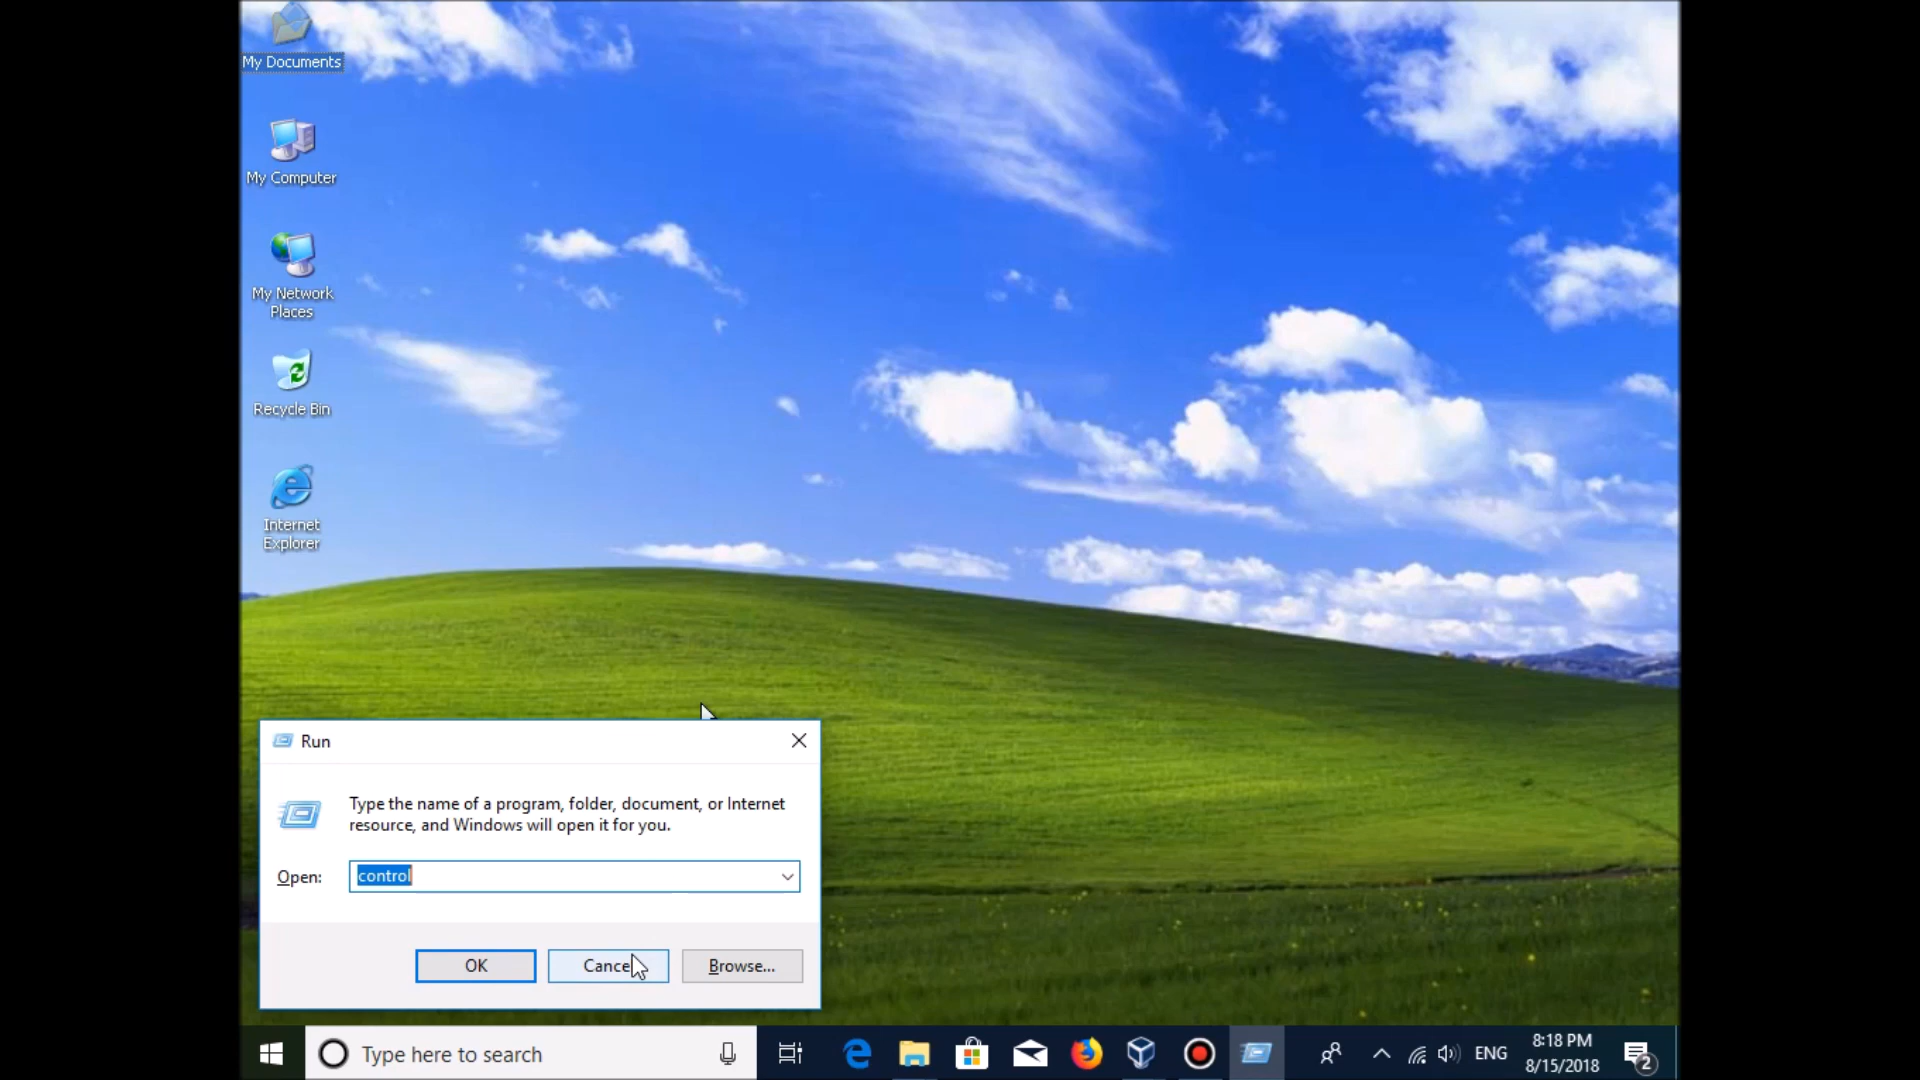 My Documents
My Computer
My Network
Places
Recycle Bin
Internet
Explorer
Run
Type the name of a program, folder, document, or Internet
resource, and Windows will open it for you.
Open:
control
OK
Cancel
Browse...
Type here to search
ENG
8:18 PM
8/15/2018
2